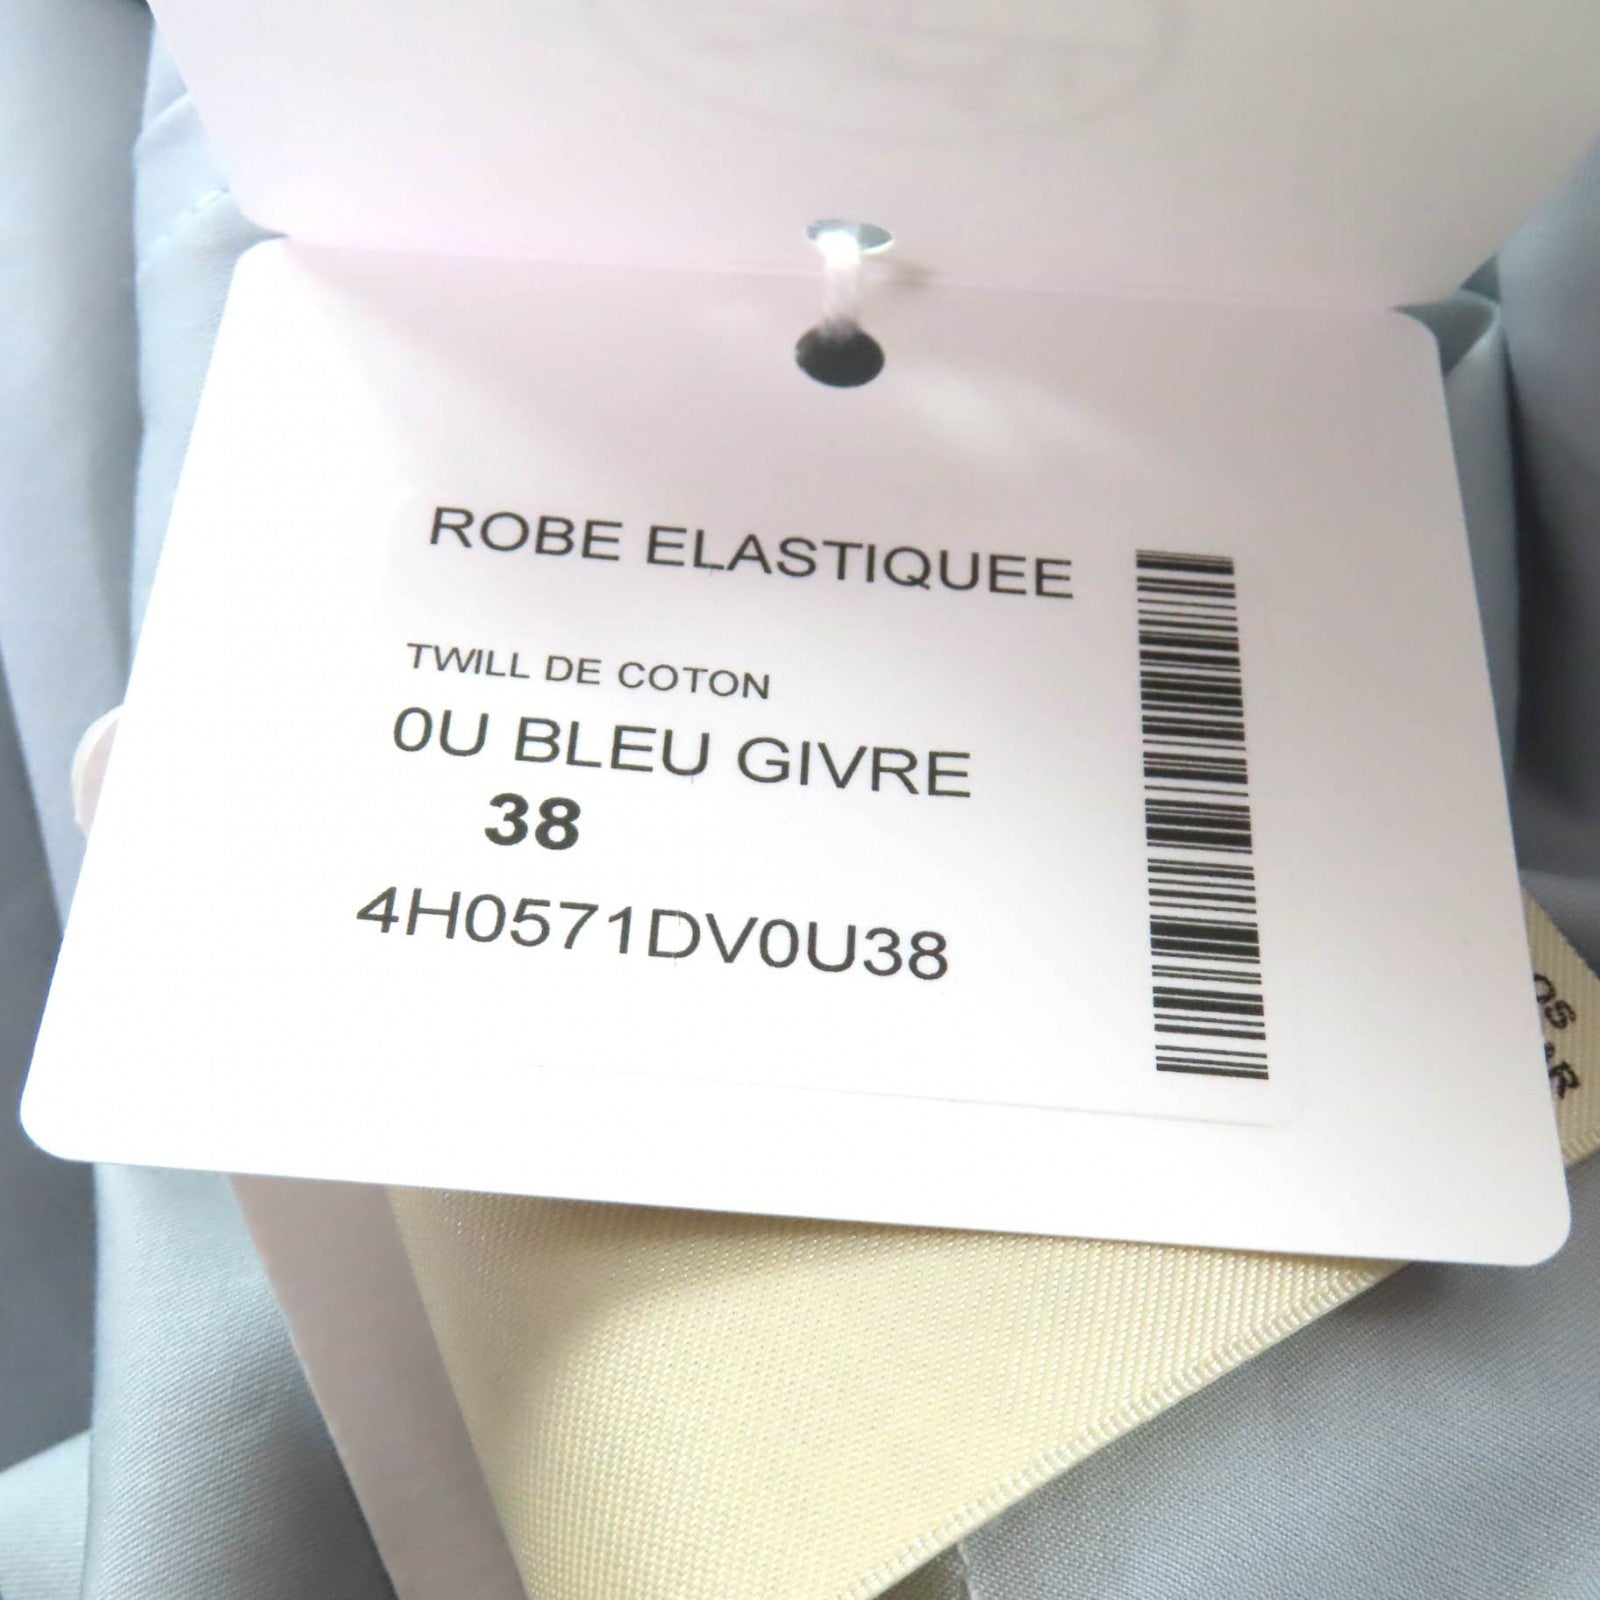 ROBE ELASTIQUEE
TWILL DE COTON
0U BLEU GIVRE
38
4H0571DV0U38